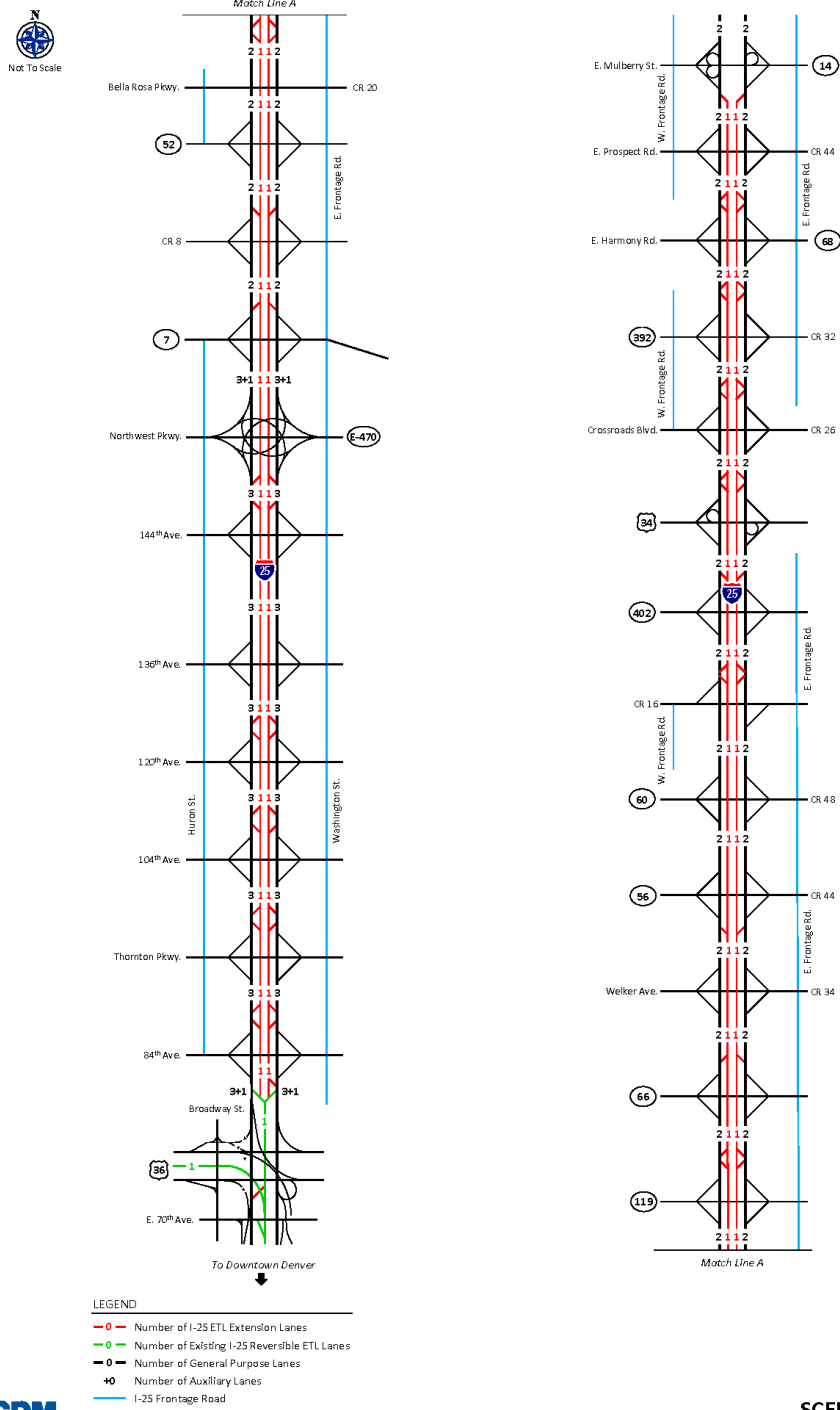 Match Line A
N
Not To Scale
2 1 1 2
Bella Rosa Pkwy.
CR 20
2 1 1 2
52
E. Frontage Rd.
2 1 1 2
CR 8
2 1 1 2
7
3+1 1 1 3+1
Northwest Pkwy.
E-470
3 1 1 3
144th Ave.
25
3 1 1 3
136th Ave.
3 1 1 3
120th Ave.
Huron St.
3 1 1 3
Washington St.
104th Ave.
3 1 1 3
Thornton Pkwy.
3 1 1 3
84th Ave.
1 1
3+1 3+1
Broadway St.
1
36
1
E. 70th Ave.
To Downtown Denver
2 2
E. Mulberry St.
14
W. Frontage Rd.
2 1 1 2
E. Prospect Rd.
CR 44
2 1 1 2
E. Frontage Rd.
E. Harmony Rd.
68
2 1 1 2
392
CR 32
2 1 1 2
W. Frontage Rd.
Crossroads Blvd.
CR 26
2 1 1 2
34
2 1 1 2
25
402
2 1 1 2
E. Frontage Rd.
CR 16
2 1 1 2
W. Frontage Rd.
60
CR 48
2 1 1 2
56
CR 44
2 1 1 2
E. Frontage Rd.
Welker Ave.
CR 34
2 1 1 2
66
2 1 1 2
119
2 1 1 2
Match Line A
LEGEND
0 Number of I-25 ETL Extension Lanes
0 Number of Existing I-25 Reversible ETL Lanes
0 Number of General Purpose Lanes
+0 Number of Auxiliary Lanes
I-25 Frontage Road